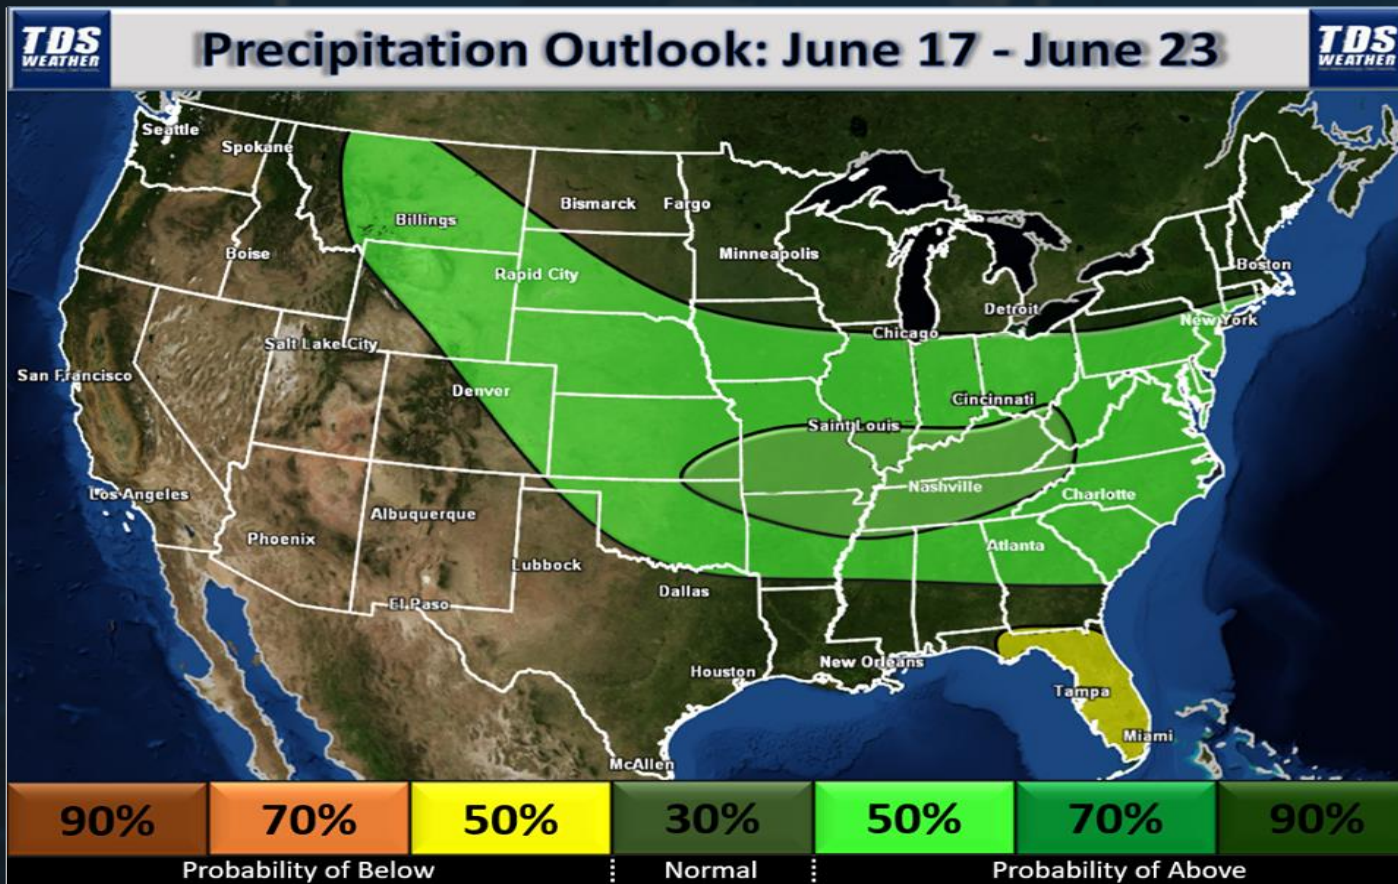 TDS
WEATHER
Precipitation Outlook: June 17 - June 23
TDS
WEATHER
Seattle
Spokane
Billings
Bismarck
Fargo
Boise
Rapid City
Minneapolis
Boston
Detroit
Chicago
New York
Salt Lake City
San Francisco
Denver
Cincinnati
Saint Louis
Los Angeles
Nashville
Charlotte
Albuquerque
Phoenix
Atlanta
Lubbock
Dallas
El Paso
Houston
New Orleans
Tampa
Miami
McAllen
90% 70% 50% 30% 50% 70% 90%
Probability of Below Normal Probability of Above